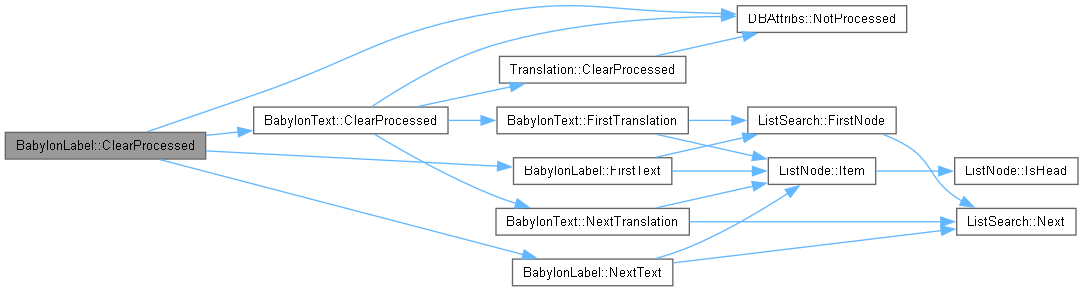 DBAttribs::NotProcessed
Translation::ClearProcessed
BabylonText::ClearProcessed
BabylonText::FirstTranslation
ListSearch::FirstNode
BabylonLabel::ClearProcessed
BabylonLabel::FirstText
ListNode::Item
ListNode::IsHead
BabylonText::NextTranslation
ListSearch::Next
BabylonLabel::NextText